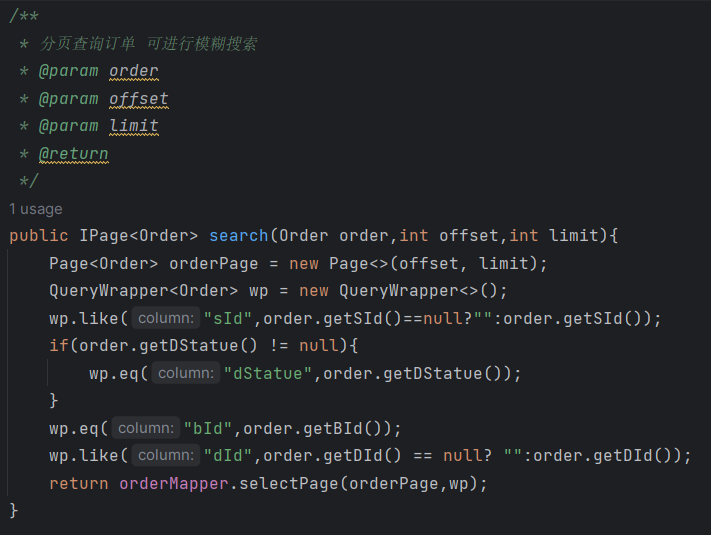 /**
 * 分页查询订单 可进行模糊搜索
 * @param order
 * @param offset
 * @param limit
 * @return
 */
1 usage
public IPage<Order> search(Order order,int offset,int limit){
    Page<Order> orderPage = new Page<>(offset, limit);
    QueryWrapper<Order> wp = new QueryWrapper<>();
    wp.like( column: "sId",order.getSId()==null?"":order.getSId());
    if(order.getDStatue() != null){
        wp.eq( column: "dStatue",order.getDStatue());
    }
    wp.eq( column: "bId",order.getBId());
    wp.like( column: "dId",order.getDId() == null? "":order.getDId());
    return orderMapper.selectPage(orderPage,wp);
}